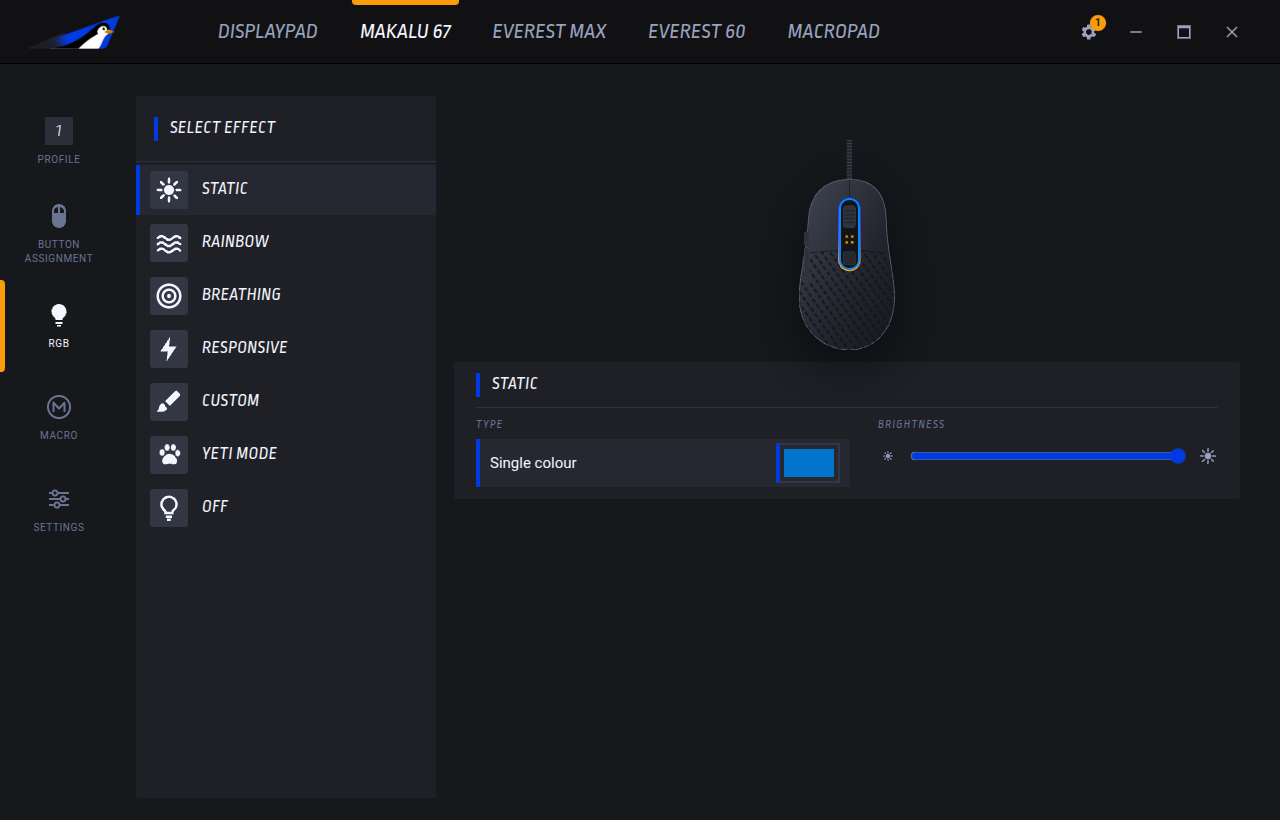 DISPLAYPAD
MAKALU 67
EVEREST MAX
EVEREST 60
MACROPAD
1
1
PROFILE
BUTTON
ASSIGNMENT
RGB
MACRO
SETTINGS
SELECT EFFECT
STATIC
RAINBOW
BREATHING
RESPONSIVE
CUSTOM
YETI MODE
OFF
STATIC
TYPE
Single colour
BRIGHTNESS